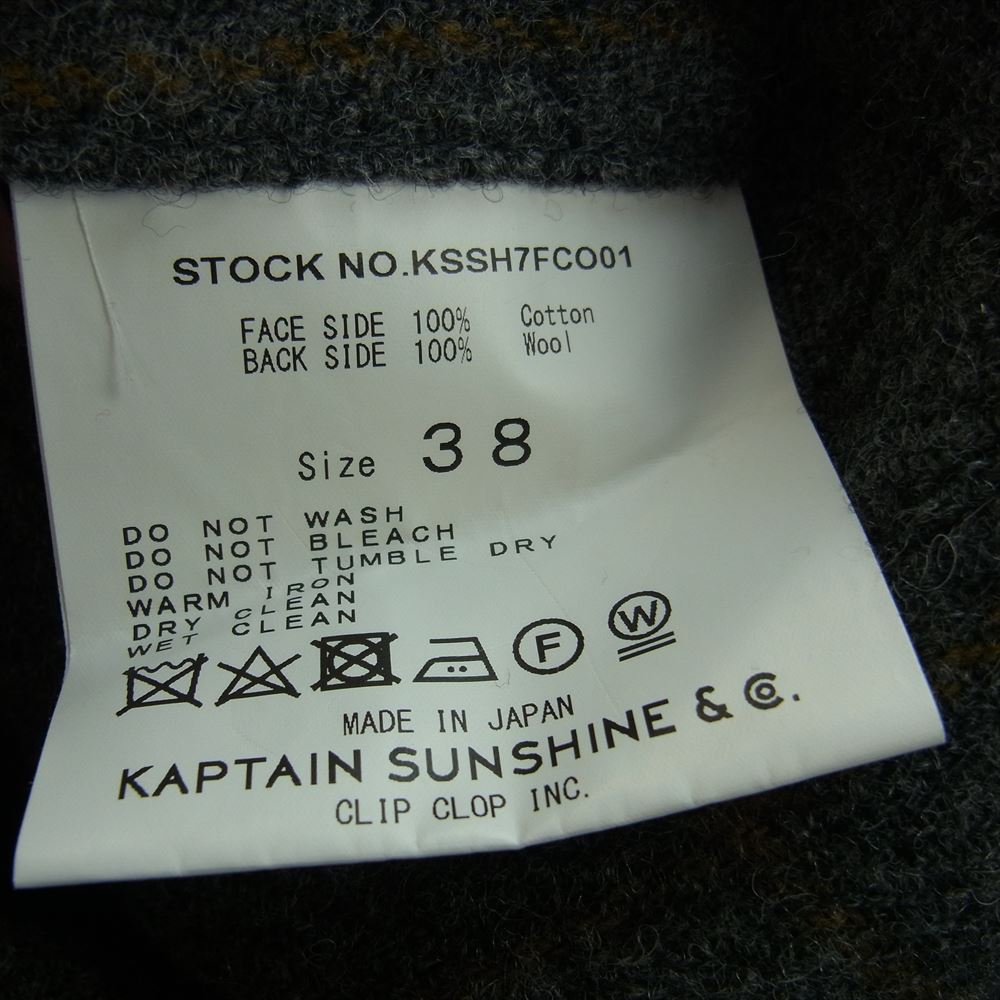 STOCK NO.KSSH7FCO01
FACE SIDE 100% Cotton
BACK SIDE 100% Wool
Size 38
DO NOT WASH
DO NOT BLEACH
DO NOT TUMBLE DRY
WARM IRON
DRY CLEAN
WET CLEAN
F W
MADE IN JAPAN
KAPTAIN SUNSHINE & Co.
CLIP CLOP INC.